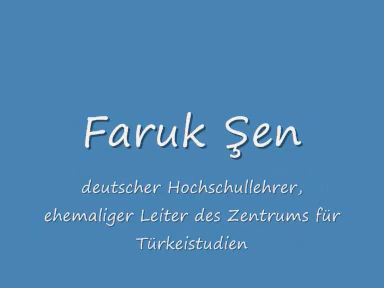 Faruk Şen
deutscher Hochschullehrer,
ehemaliger Leiter des Zentrums für
Türkeistudien